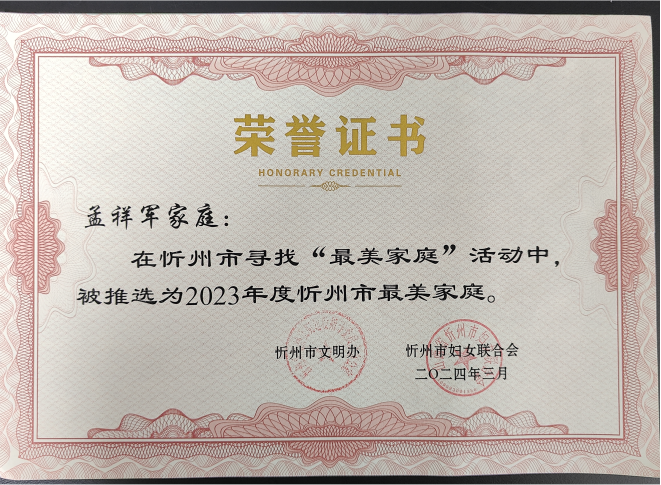 荣誉证书
HONORARY CREDENTIAL
孟祥军家庭：
在忻州市寻找“最美家庭”活动中，
被推选为2023年度忻州市最美家庭。
忻州市文明办 忻州市妇女联合会
二〇二四年三月